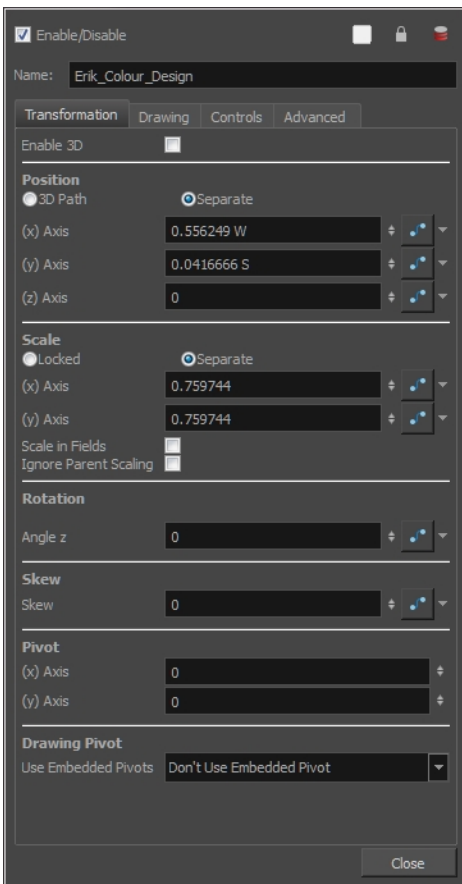 Enable/Disable
Name: Erik_Colour_Design
Transformation Drawing Controls Advanced
Enable 3D
Position
3D Path Separate
(x) Axis 0.556249 W
(y) Axis 0.0416666 S
(z) Axis 0
Scale
Locked Separate
(x) Axis 0.759744
(y) Axis 0.759744
Scale in Fields
Ignore Parent Scaling
Rotation
Angle z 0
Skew
Skew 0
Pivot
(x) Axis 0
(y) Axis 0
Drawing Pivot
Use Embedded Pivots Don't Use Embedded Pivot
Close